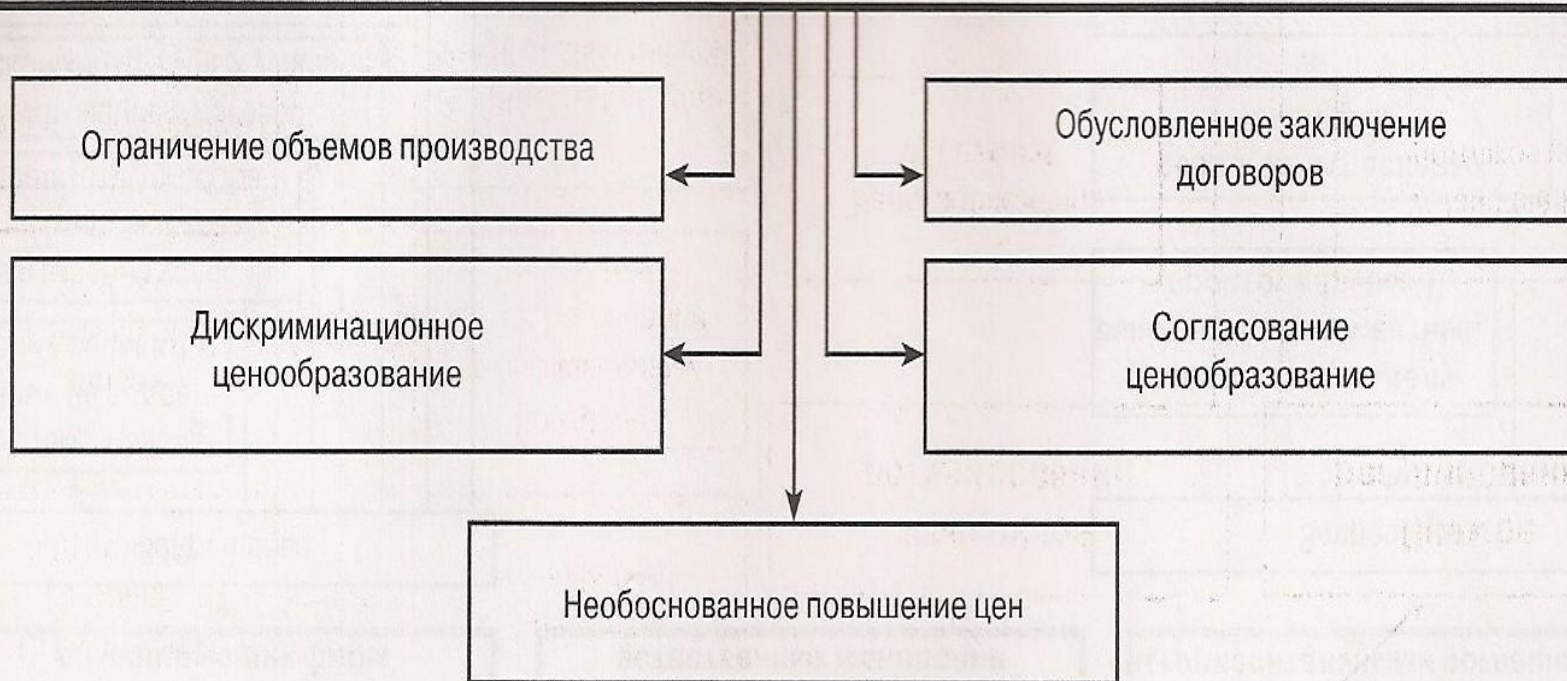 Ограничение объемов производства
Обусловленное заключение
договоров
Дискриминационное
ценообразование
Согласование
ценообразование
Необоснованное повышение цен